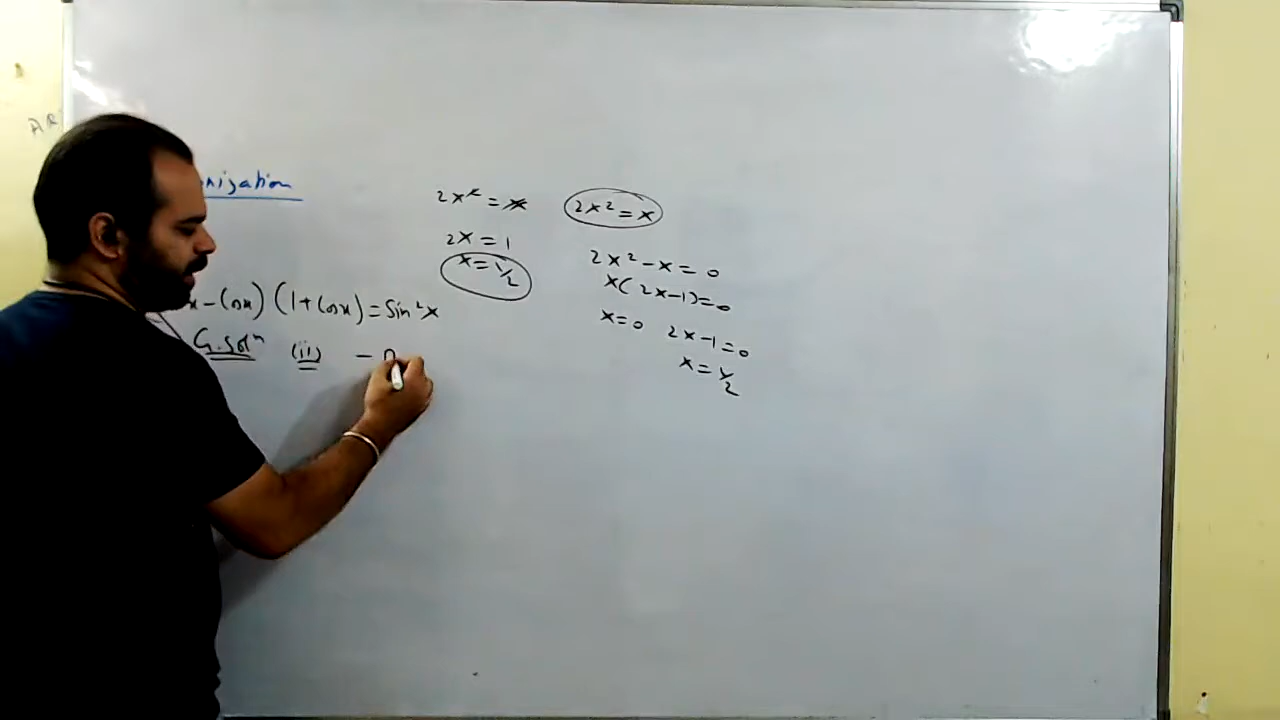 nization
2x² = x
2x² = x
2x = 1
x = 1/2
2x² - x = 0
x(2x-1) = 0
x = 0 2x-1 = 0
x = 1/2
x - Cosx) (1 + Cosx) = Sin²x
G. Solⁿ (ii) -